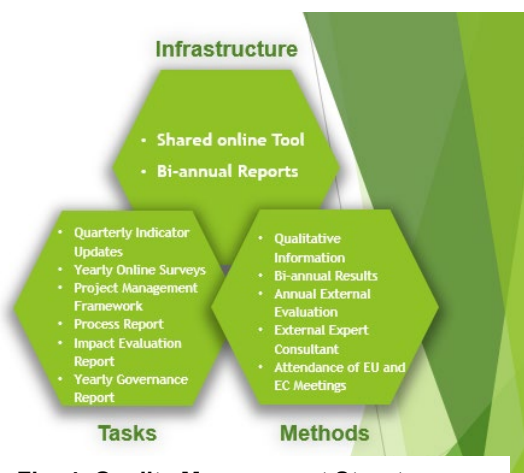 Infrastructure
• Shared online Tool
• Bi-annual Reports
• Quarterly Indicator
Updates
• Yearly Online Surveys
• Project Management
Framework
• Process Report
• Impact Evaluation
Report
• Yearly Governance
Report
• Qualitative
Information
• Bi-annual Results
• Annual External
Evaluation
• External Expert
Consultant
• Attendance of EU and
EC Meetings
Tasks
Methods